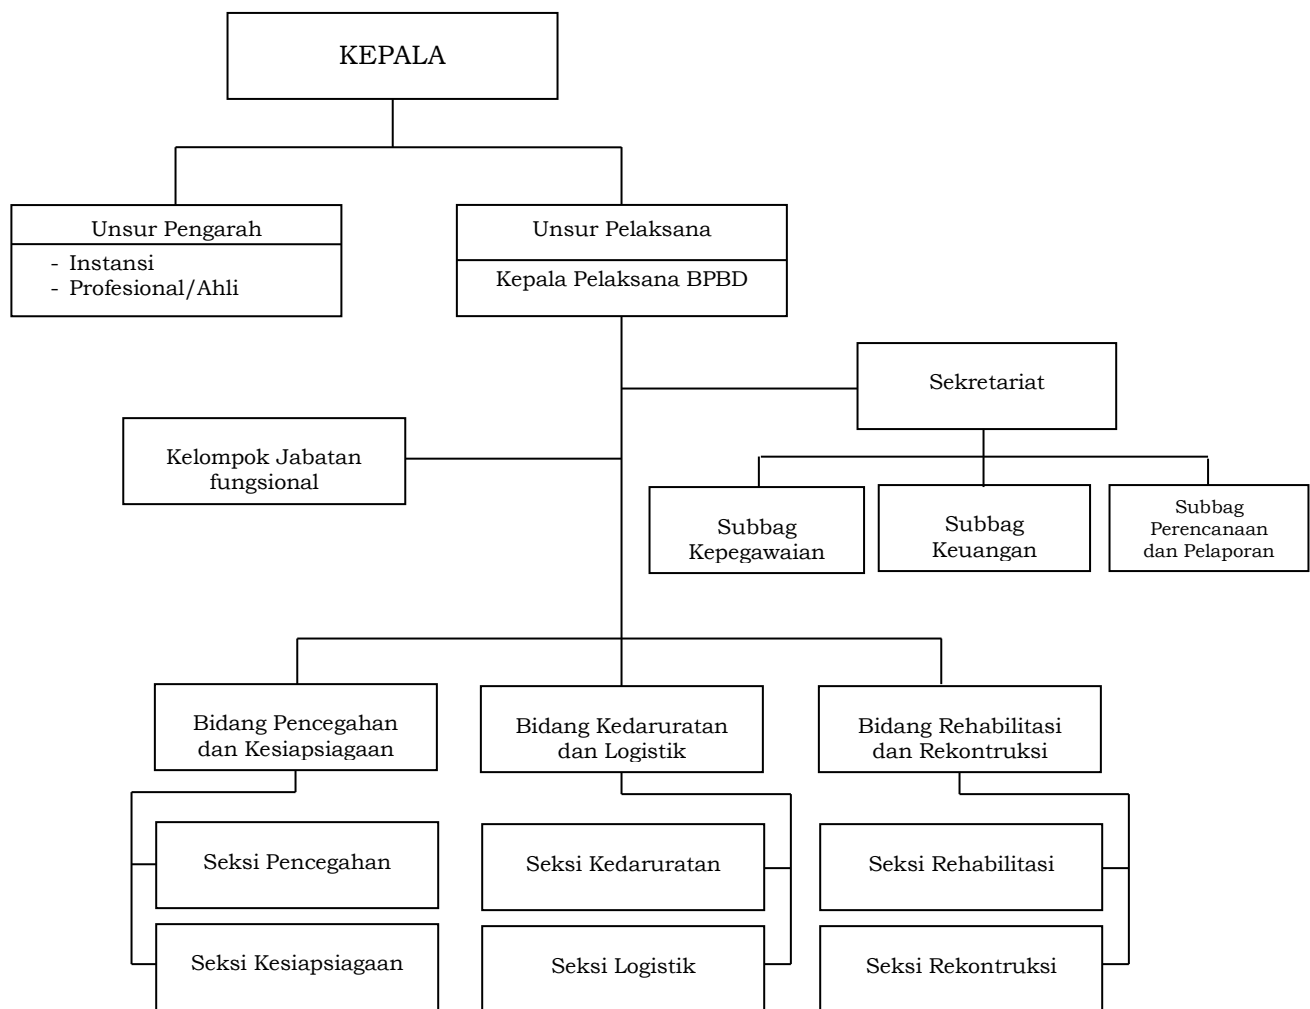 KEPALA
Unsur Pengarah
- Instansi
- Profesional/Ahli
Unsur Pelaksana
Kepala Pelaksana BPBD
Sekretariat
Kelompok Jabatan
fungsional
Subbag
Kepegawaian
Subbag
Keuangan
Subbag
Perencanaan
dan Pelaporan
Bidang Pencegahan
dan Kesiapsiagaan
Bidang Kedaruratan
dan Logistik
Bidang Rehabilitasi
dan Rekontruksi
Seksi Pencegahan
Seksi Kedaruratan
Seksi Rehabilitasi
Seksi Kesiapsiagaan
Seksi Logistik
Seksi Rekontruksi